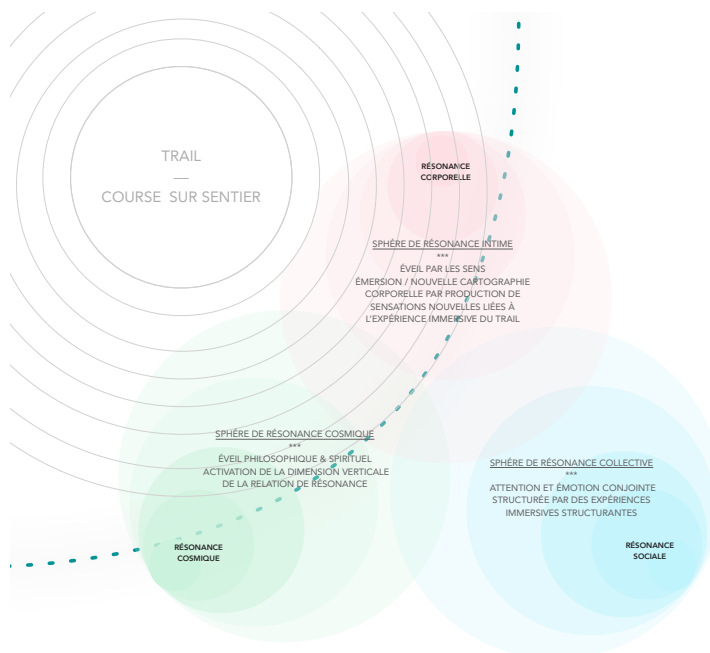 TRAIL
—
COURSE SUR SENTIER
RÉSONANCE
CORPORELLE
SPHÈRE DE RÉSONANCE INTIME
***
ÉVEIL PAR LES SENS
ÉMERSION / NOUVELLE CARTOGRAPHIE
CORPORELLE PAR PRODUCTION DE
SENSATIONS NOUVELLES LIÉES À
L'EXPÉRIENCE IMMERSIVE DU TRAIL
SPHÈRE DE RÉSONANCE COSMIQUE
***
ÉVEIL PHILOSOPHIQUE & SPIRITUEL
ACTIVATION DE LA DIMENSION VERTICALE
DE LA RELATION DE RÉSONANCE
RÉSONANCE
COSMIQUE
SPHÈRE DE RÉSONANCE COLLECTIVE
***
ATTENTION ET ÉMOTION CONJOINTE
STRUCTURÉE PAR DES EXPÉRIENCES
IMMERSIVES STRUCTURANTES
RÉSONANCE
SOCIALE